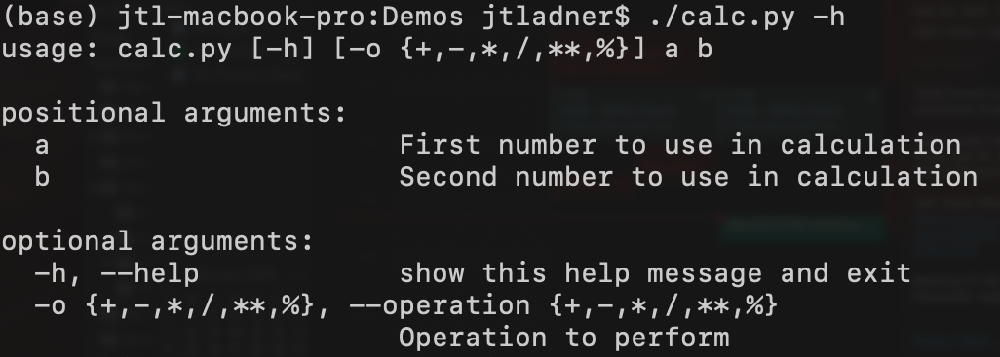 (base) jtl-macbook-pro:Demos jtladner$ ./calc.py -h
usage: calc.py [-h] [-o {+,-,*,/,**,%}] a b
positional arguments:
a First number to use in calculation
b Second number to use in calculation
optional arguments:
-h, --help show this help message and exit
-o {+,-,*,/,**,%}, --operation {+,-,*,/,**,%}
Operation to perform